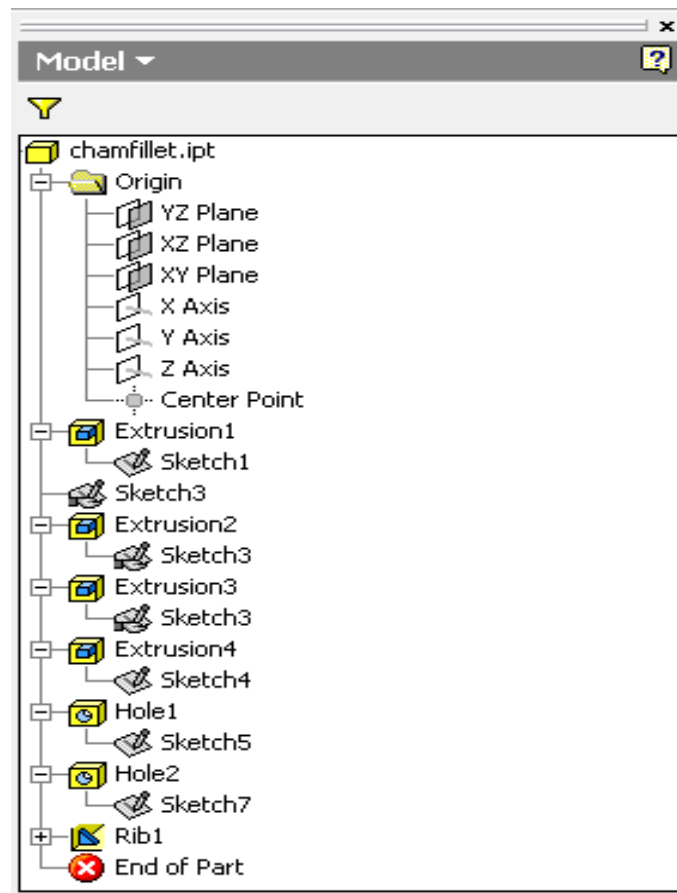 Model
chamfillet.ipt
Origin
YZ Plane
XZ Plane
XY Plane
X Axis
Y Axis
Z Axis
Center Point
Extrusion1
Sketch1
Sketch3
Extrusion2
Sketch3
Extrusion3
Sketch3
Extrusion4
Sketch4
Hole1
Sketch5
Hole2
Sketch7
Rib1
End of Part